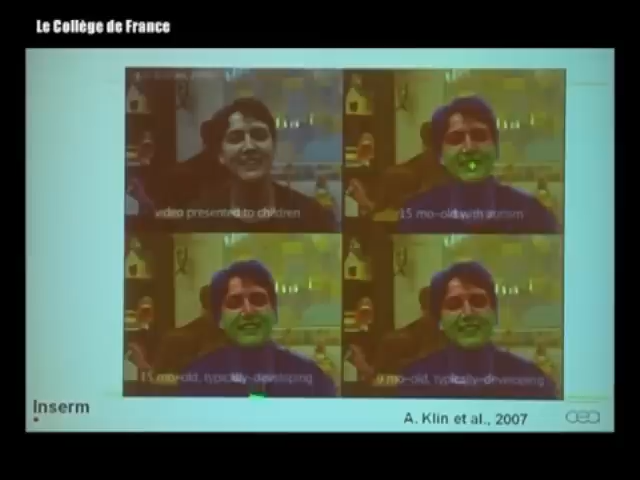 Le Collège de France
video presented to children
15 mo-old with autism
15 mo-old, typically-developing
9 mo-old, typically-developing
Inserm
A. Klin et al., 2007
cea